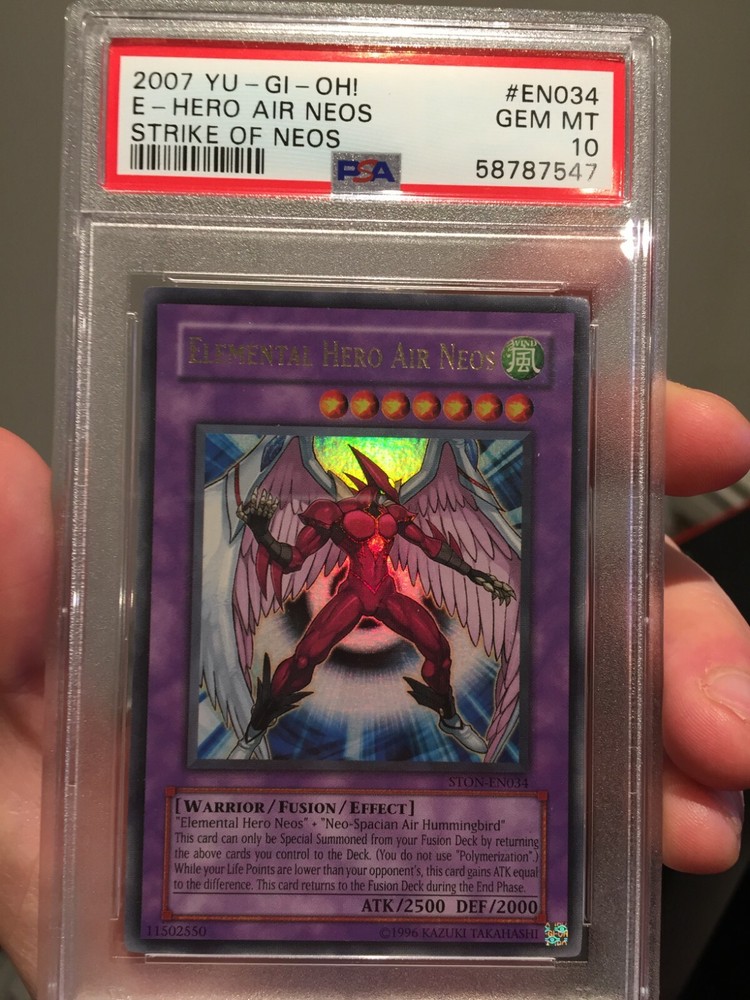 2007 YU-GI-OH! #EN034
E-HERO AIR NEOS GEM MT
STRIKE OF NEOS 10
PSA 58787547
ELEMENTAL HERO AIR NEOS WIND 風
STON-EN034
[WARRIOR/FUSION/EFFECT]
"Elemental Hero Neos" + "Neo-Spacian Air Hummingbird"
This card can only be Special Summoned from your Fusion Deck by returning
the above cards you control to the Deck. (You do not use "Polymerization".)
While your Life Points are lower than your opponent's, this card gains ATK equal
to the difference. This card returns to the Fusion Deck during the End Phase.
ATK/2500 DEF/2000
11502550 ©1996 KAZUKI TAKAHASHI